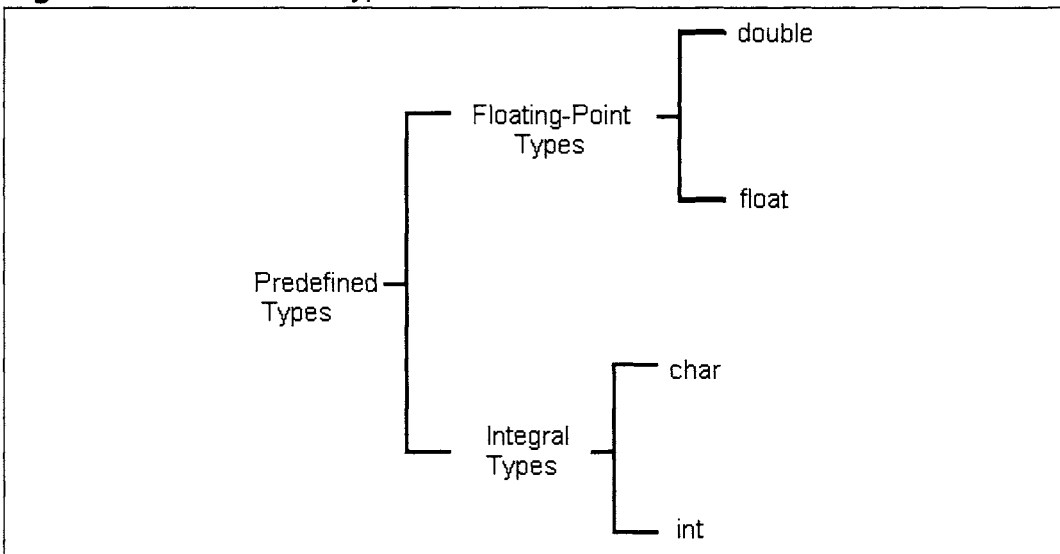 double
Floating-Point
Types
float
Predefined
Types
char
Integral
Types
int